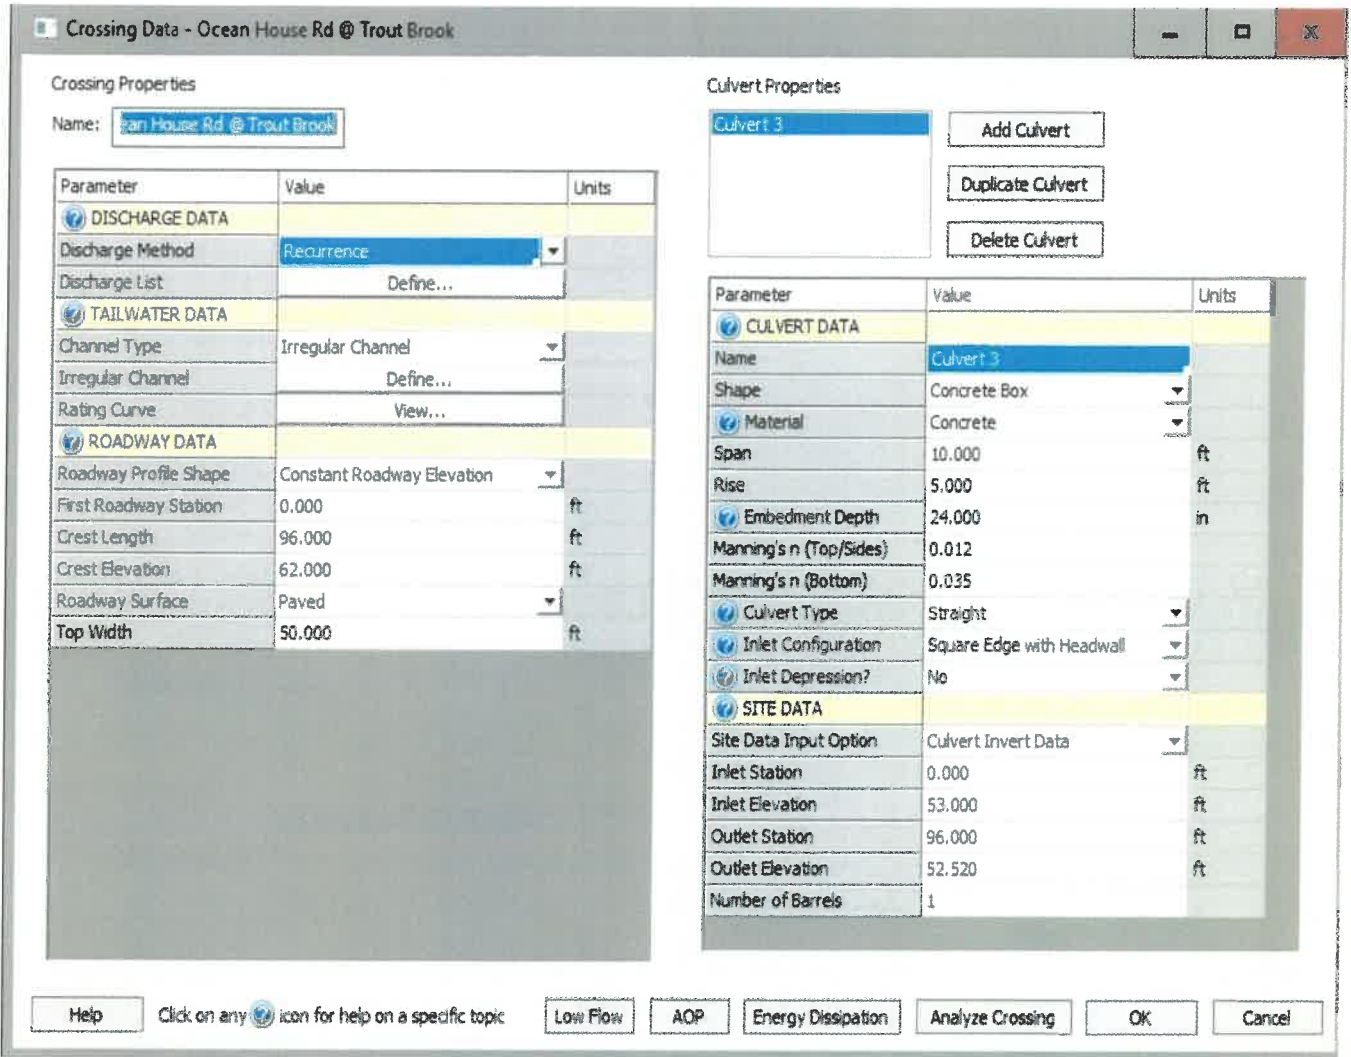 Crossing Data - Ocean House Rd @ Trout Brook
Crossing Properties
Name: ean House Rd @ Trout Brook
Parameter Value Units
DISCHARGE DATA
Discharge Method Recurrence
Discharge List Define...
TAILWATER DATA
Channel Type Irregular Channel
Irregular Channel Define...
Rating Curve View...
ROADWAY DATA
Roadway Profile Shape Constant Roadway Elevation
First Roadway Station 0.000 ft
Crest Length 96.000 ft
Crest Elevation 62.000 ft
Roadway Surface Paved
Top Width 50.000 ft
Culvert Properties
Culvert 3
Add Culvert
Duplicate Culvert
Delete Culvert
Parameter Value Units
CULVERT DATA
Name Culvert 3
Shape Concrete Box
Material Concrete
Span 10.000 ft
Rise 5.000 ft
Embedment Depth 24.000 in
Manning's n (Top/Sides) 0.012
Manning's n (Bottom) 0.035
Culvert Type Straight
Inlet Configuration Square Edge with Headwall
Inlet Depression? No
SITE DATA
Site Data Input Option Culvert Invert Data
Inlet Station 0.000 ft
Inlet Elevation 53.000 ft
Outlet Station 96.000 ft
Outlet Elevation 52.520 ft
Number of Barrels 1
Help Click on any icon for help on a specific topic Low Flow AOP Energy Dissipation Analyze Crossing OK Cancel